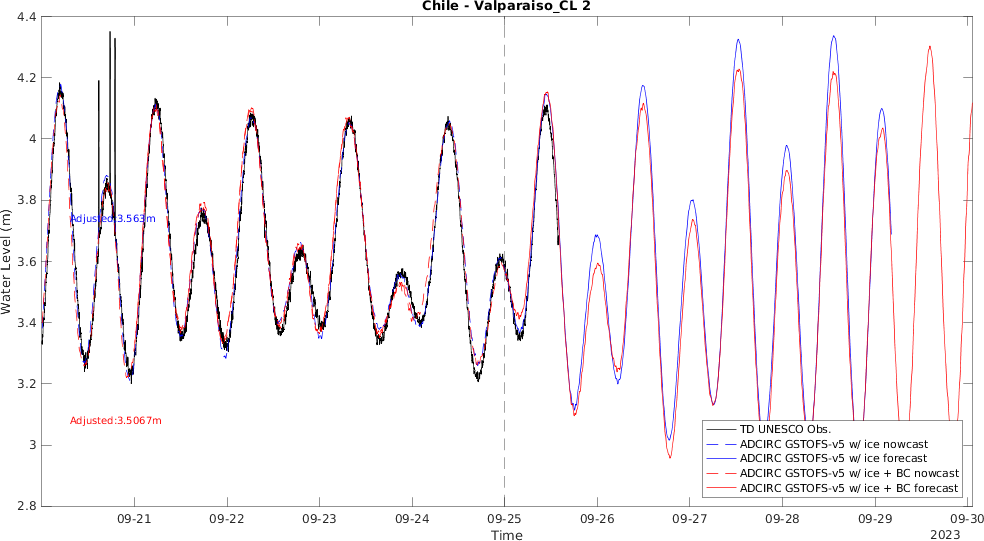 Chile - Valparaiso_CL 2
4.4
4.2
4
3.8
3.6
3.4
3.2
3
2.8
Water Level (m)
Adjusted:3.563m
Adjusted:3.5067m
TD UNESCO Obs.
ADCIRC GSTOFS-v5 w/ ice nowcast
ADCIRC GSTOFS-v5 w/ ice forecast
ADCIRC GSTOFS-v5 w/ ice + BC nowcast
ADCIRC GSTOFS-v5 w/ ice + BC forecast
09-21 09-22 09-23 09-24 09-25 09-26 09-27 09-28 09-29 09-30
Time
2023